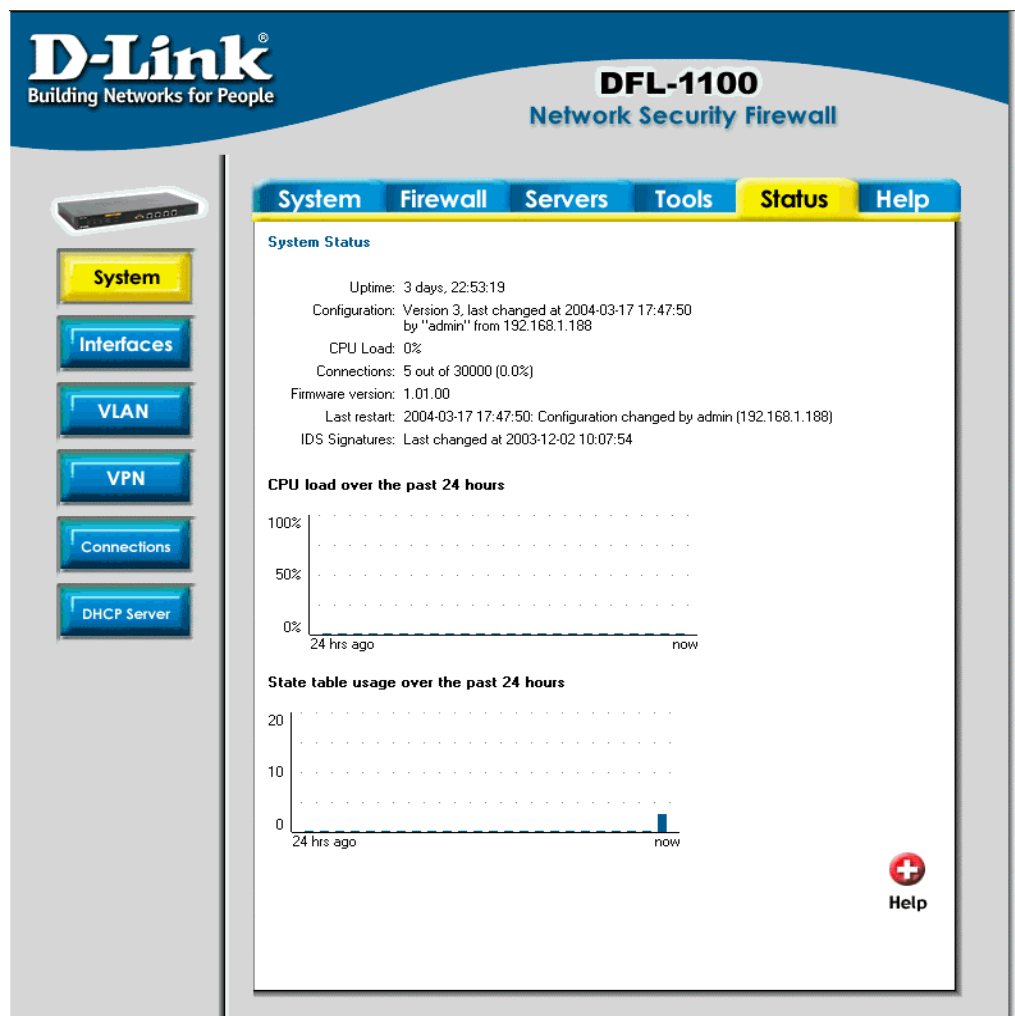 D-Link®
Building Networks for People
DFL-1100
Network Security Firewall
System Firewall Servers Tools Status Help
System
Interfaces
VLAN
VPN
Connections
DHCP Server
System Status
Uptime: 3 days, 22:53:19
Configuration: Version 3, last changed at 2004-03-17 17:47:50
by "admin" from 192.168.1.188
CPU Load: 0%
Connections: 5 out of 30000 (0.0%)
Firmware version: 1.01.00
Last restart: 2004-03-17 17:47:50: Configuration changed by admin (192.168.1.188)
IDS Signatures: Last changed at 2003-12-02 10:07:54
CPU load over the past 24 hours
100%
50%
0%
24 hrs ago now
State table usage over the past 24 hours
20
10
0
24 hrs ago now
Help